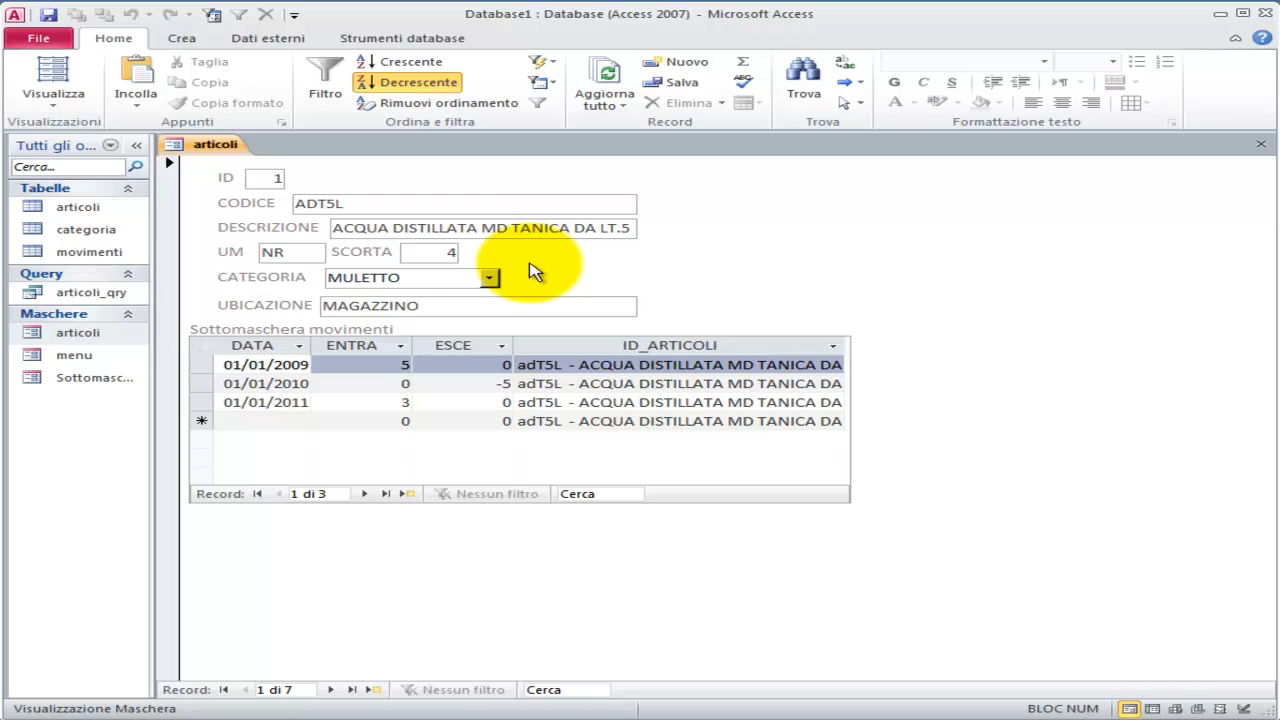 Database1 : Database (Access 2007) - Microsoft Access
File Home Crea Dati esterni Strumenti database
Taglia Crescente Nuovo
Copia Decrescente Salva
Copia formato Rimuovi ordinamento Elimina
Visualizza Incolla Filtro Aggiorna tutto Trova
G C S
Visualizzazioni Appunti Ordina e filtra Record Trova Formattazione testo
Tutti gli o... «
articoli
Cerca...
Tabelle
articoli
categoria
movimenti
Query
articoli_qry
Maschere
articoli
menu
Sottomasc...
ID 1
CODICE ADT5L
DESCRIZIONE ACQUA DISTILLATA MD TANICA DA LT.5
UM NR SCORTA 4
CATEGORIA MULETTO
UBICAZIONE MAGAZZINO
Sottomaschera movimenti
DATA ENTRA ESCE ID_ARTICOLI
01/01/2009 5 0 adT5L - ACQUA DISTILLATA MD TANICA DA
01/01/2010 0 -5 adT5L - ACQUA DISTILLATA MD TANICA DA
01/01/2011 3 0 adT5L - ACQUA DISTILLATA MD TANICA DA
0 0 adT5L - ACQUA DISTILLATA MD TANICA DA
Record: 1 di 3 Nessun filtro Cerca
Record: 1 di 7 Nessun filtro Cerca
Visualizzazione Maschera BLOC NUM